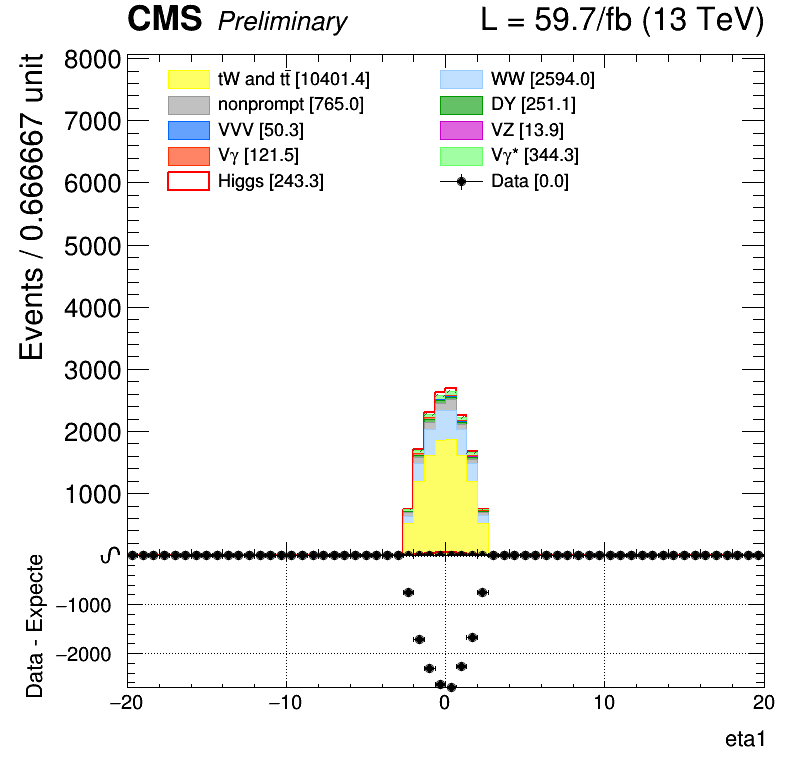 CMS Preliminary L = 59.7/fb (13 TeV)
Events / 0.666667 unit
8000
7000
6000
5000
4000
3000
2000
1000
tW and tt̄ [10401.4]
WW [2594.0]
nonprompt [765.0]
DY [251.1]
VVV [50.3]
VZ [13.9]
Vγ [121.5]
Vγ* [344.3]
Higgs [243.3]
Data [0.0]
Data - Expecte
−1000
−2000
−20 −10 0 10 20
eta1